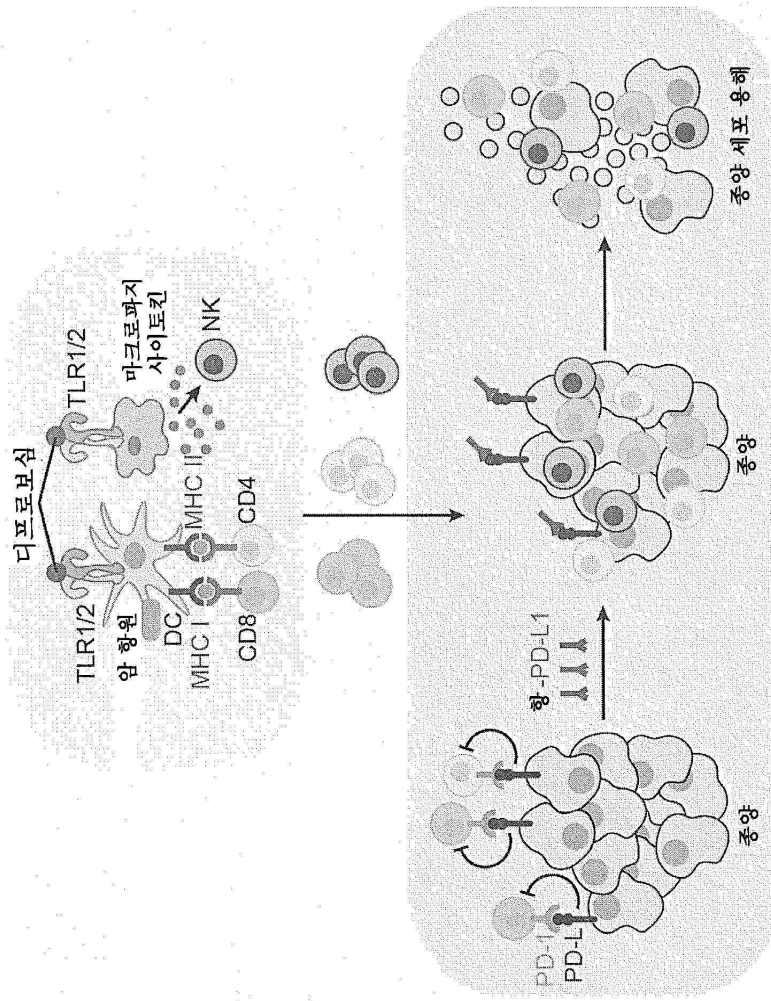 디프로보심
TLR1/2
TLR1/2
암 항원
마크로파지
사이토킨
DC
MHC I
MHC II
NK
CD8
CD4
PD-1
PD-L
항-PD-L1
종양
종양
종양 세포 용해